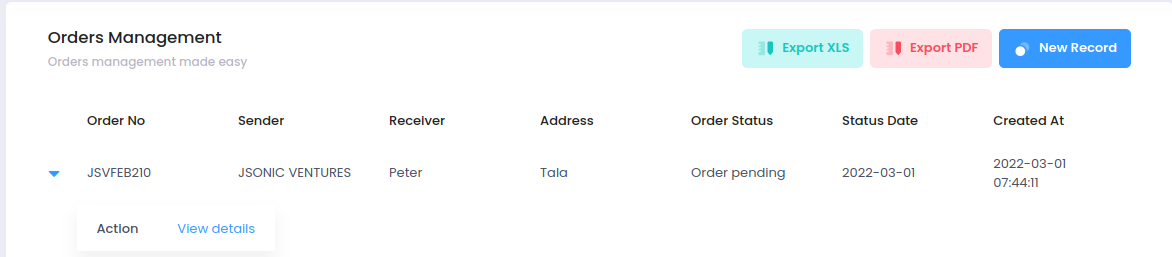 Orders Management
Orders management made easy
Export XLS
Export PDF
New Record
Order No Sender Receiver Address Order Status Status Date Created At
JSVFEB210 JSONIC VENTURES Peter Tala Order pending 2022-03-01 2022-03-01
07:44:11
Action View details